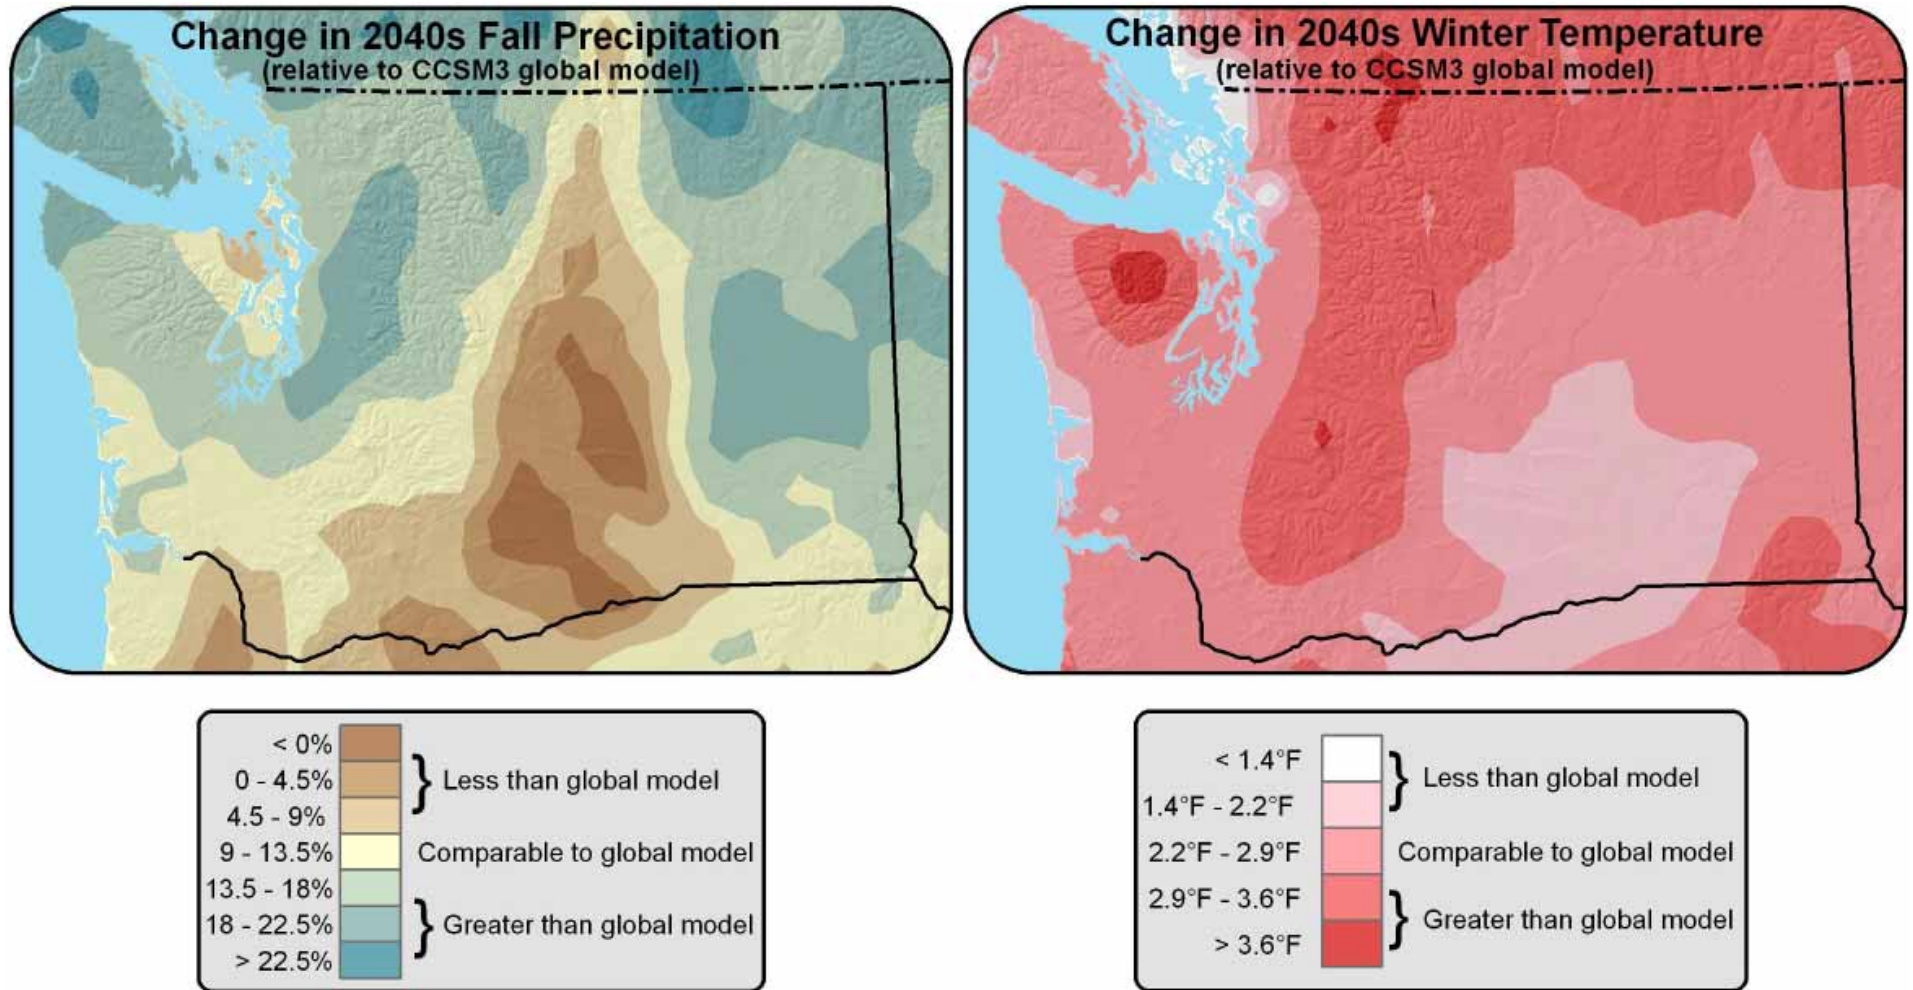 Change in 2040s Fall Precipitation
(relative to CCSM3 global model)
Change in 2040s Winter Temperature
(relative to CCSM3 global model)
< 0%
0 - 4.5%
4.5 - 9%
9 - 13.5%
13.5 - 18%
18 - 22.5%
> 22.5%
Less than global model
Comparable to global model
Greater than global model
< 1.4°F
1.4°F - 2.2°F
2.2°F - 2.9°F
2.9°F - 3.6°F
> 3.6°F
Less than global model
Comparable to global model
Greater than global model